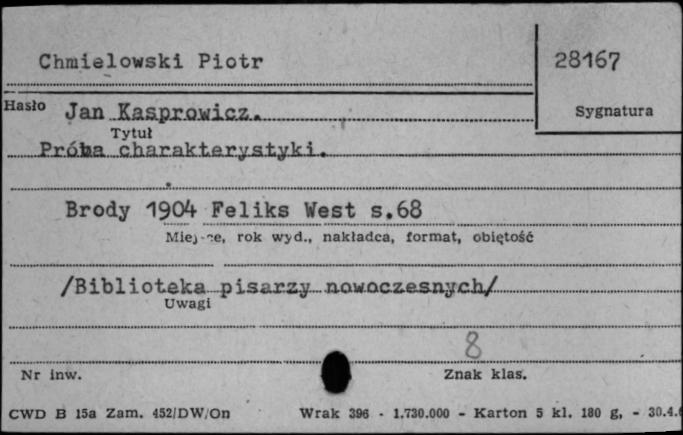 Chmielowski Piotr
28167
Hasło
Jan Kasprowicz.
Sygnatura
Tytuł
Próba charakterystyki.
Brody 1904 Feliks West s.68
Miejsce, rok wyd., nakładca, format, objętość
/Biblioteka pisarzy nowoczesnych/
Uwagi
8
Nr inw.
Znak klas.
CWD B 15a Zam. 452/DW/On Wrak 396 - 1.730.000 - Karton 5 kl. 180 g, - 30.4.